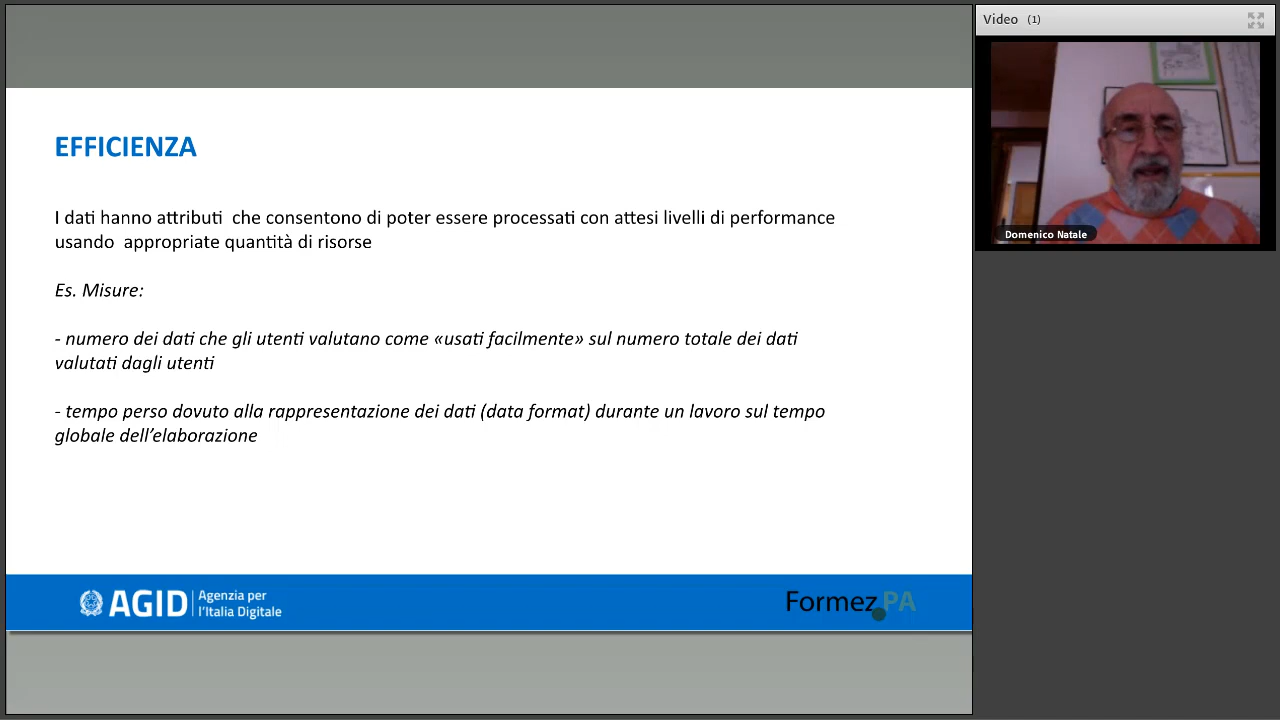 Video (1)
EFFICIENZA
I dati hanno attributi che consentono di poter essere processati con attesi livelli di performance
usando appropriate quantità di risorse
Es. Misure:
- numero dei dati che gli utenti valutano come «usati facilmente» sul numero totale dei dati
valutati dagli utenti
- tempo perso dovuto alla rappresentazione dei dati (data format) durante un lavoro sul tempo
globale dell’elaborazione
Domenico Natale
AGID Agenzia per
l’Italia Digitale
Formez PA